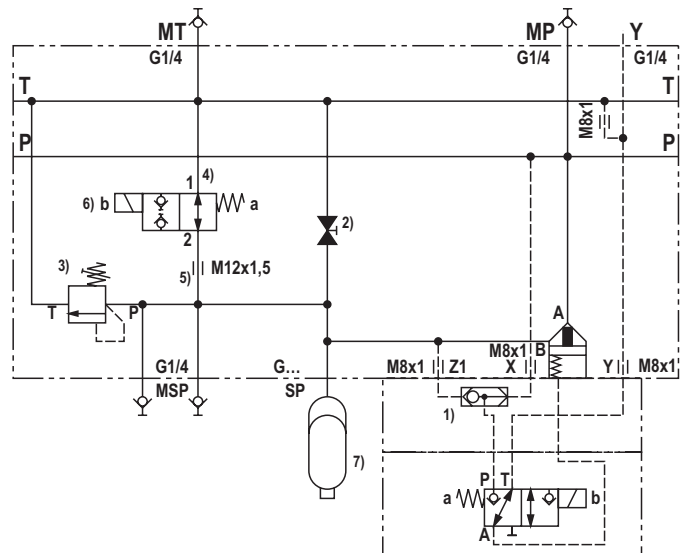 MT MP Y
G1/4 G1/4 G1/4
T T
M8x1
P P
1 4)
6) b a
2) 
2
5) M12x1,5
3)
T P
A
G1/4 G... M8x1 Z1 M8x1 X B Y M8x1
MSP SP
1)
7)
P T
a b
A